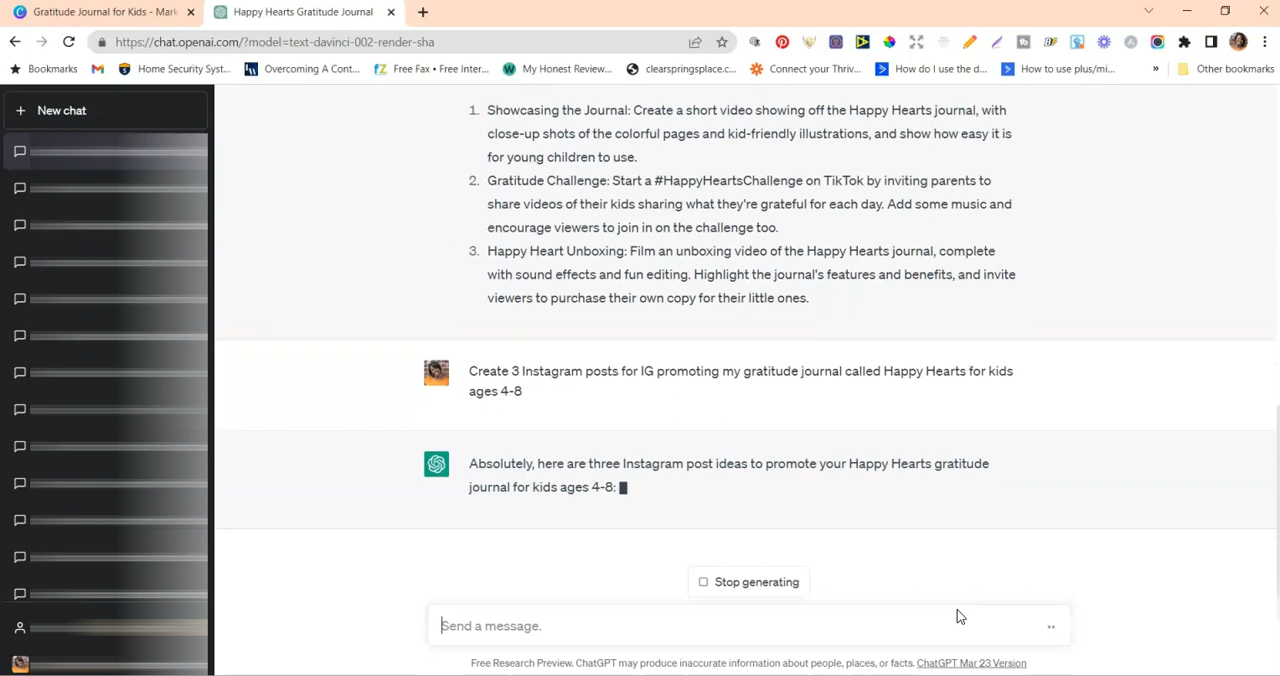 Gratitude Journal for Kids - Mark
Happy Hearts Gratitude Journal
https://chat.openai.com/?model=text-davinci-002-render-sha
Bookmarks
Home Security Syst...
Overcoming A Cont...
Free Fax • Free Inter...
My Honest Review...
clearspringsplace.c...
Connect your Thriv...
How do I use the d...
How to use plus/mi...
»
Other bookmarks
+ New chat
1. Showcasing the Journal: Create a short video showing off the Happy Hearts journal, with
close-up shots of the colorful pages and kid-friendly illustrations, and show how easy it is
for young children to use.
2. Gratitude Challenge: Start a #HappyHeartsChallenge on TikTok by inviting parents to
share videos of their kids sharing what they're grateful for each day. Add some music and
encourage viewers to join in on the challenge too.
3. Happy Heart Unboxing: Film an unboxing video of the Happy Hearts journal, complete
with sound effects and fun editing. Highlight the journal's features and benefits, and invite
viewers to purchase their own copy for their little ones.
Create 3 Instagram posts for IG promoting my gratitude journal called Happy Hearts for kids
ages 4-8
Absolutely, here are three Instagram post ideas to promote your Happy Hearts gratitude
journal for kids ages 4-8:
Stop generating
Send a message.
Free Research Preview. ChatGPT may produce inaccurate information about people, places, or facts. ChatGPT Mar 23 Version